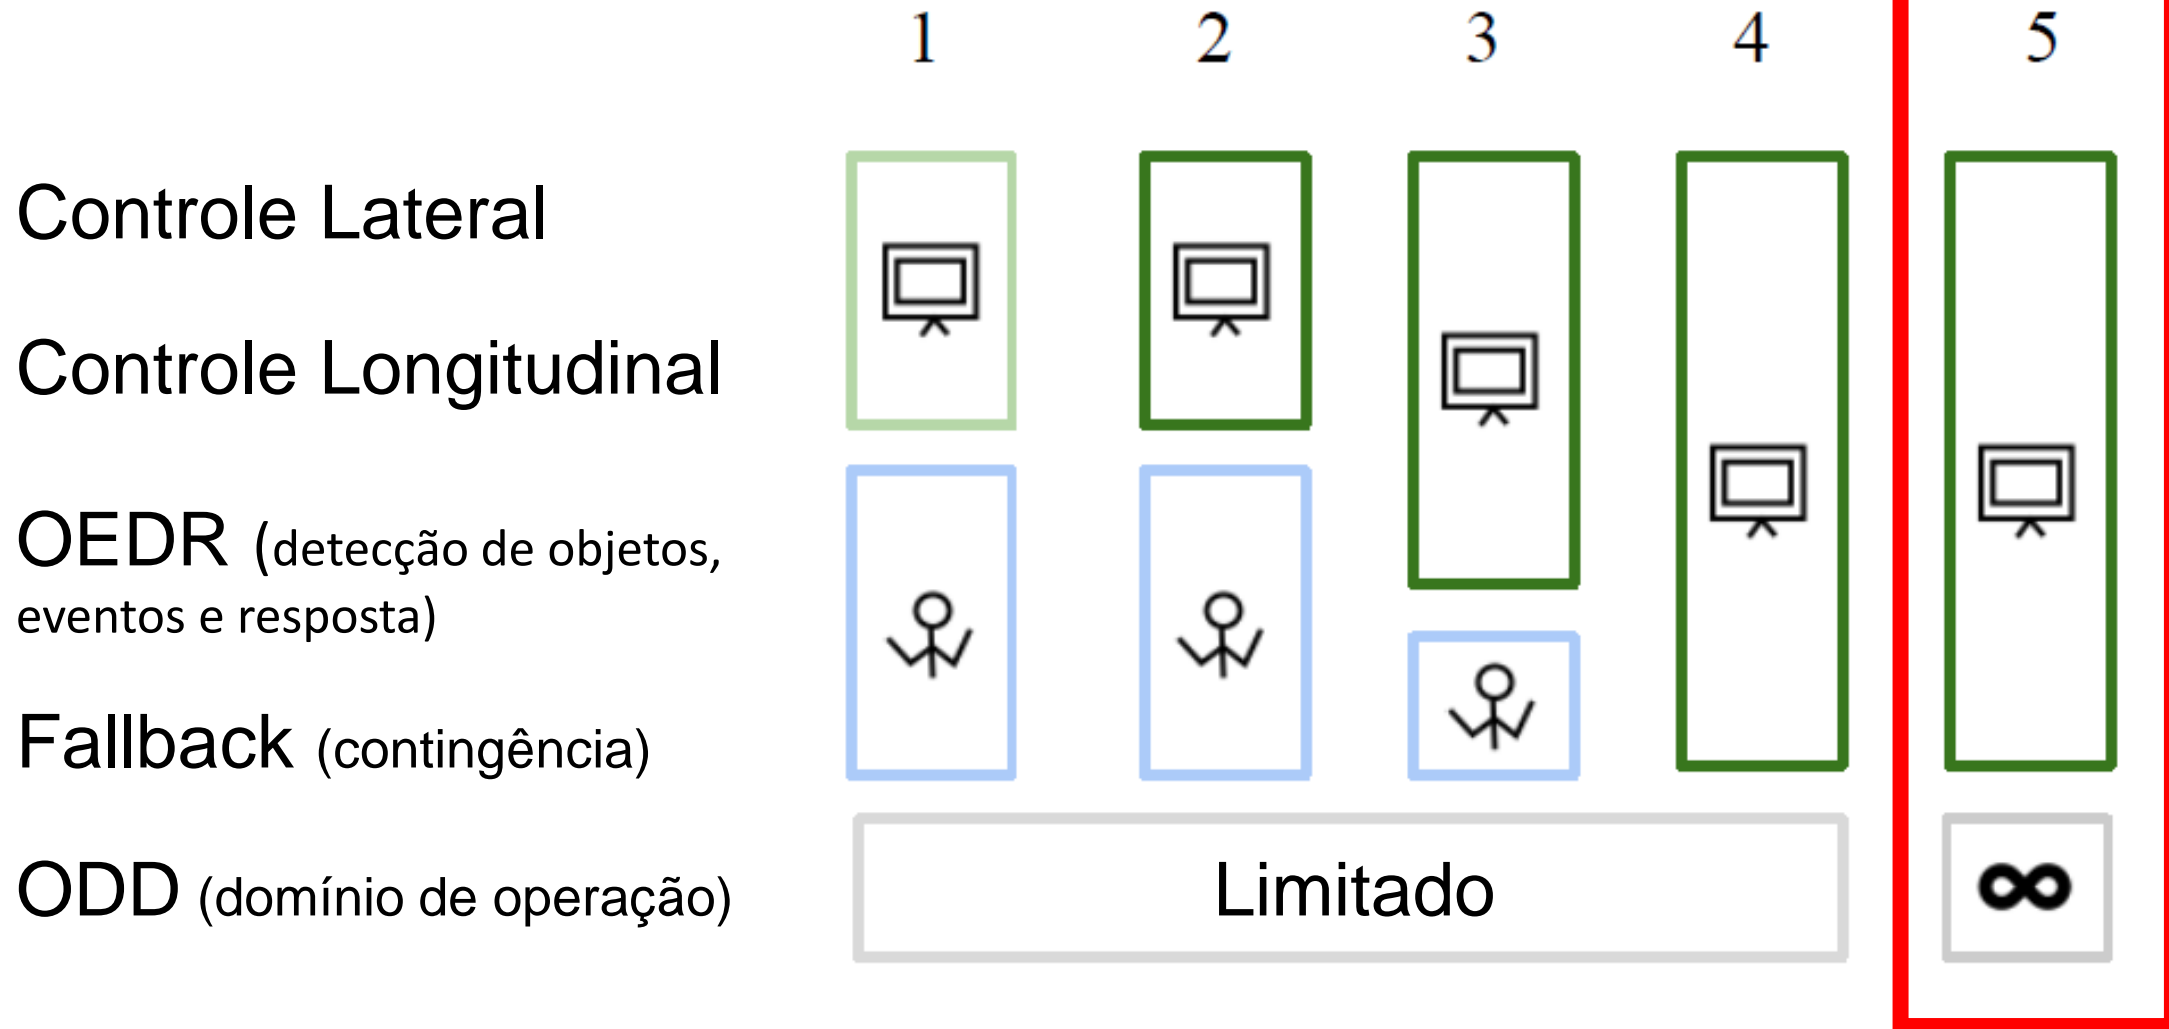 1 2 3 4 5
Controle Lateral
Controle Longitudinal
OEDR (detecção de objetos,
eventos e resposta)
Fallback (contingência)
ODD (domínio de operação)
Limitado
∞